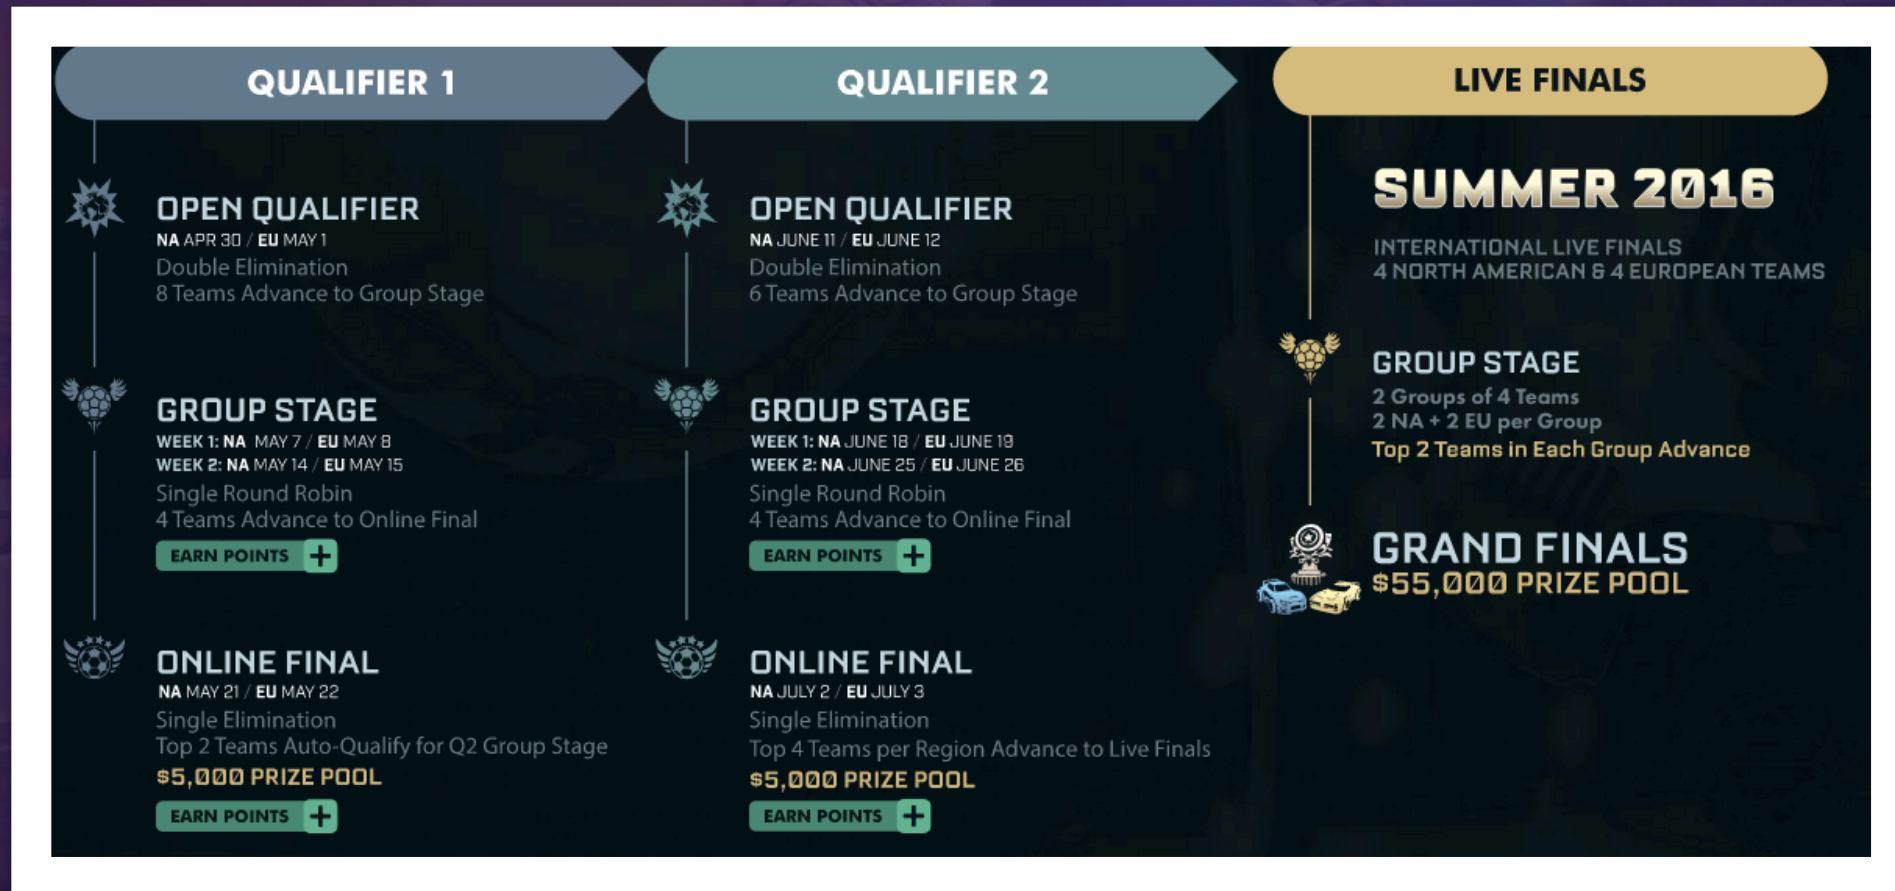 QUALIFIER 1
OPEN QUALIFIER
NA APR 30 / EU MAY 1
Double Elimination
8 Teams Advance to Group Stage
GROUP STAGE
WEEK 1: NA MAY 7 / EU MAY 8
WEEK 2: NA MAY 14 / EU MAY 15
Single Round Robin
4 Teams Advance to Online Final
EARN POINTS +
ONLINE FINAL
NA MAY 21 / EU MAY 22
Single Elimination
Top 2 Teams Auto-Qualify for Q2 Group Stage
$5,000 PRIZE POOL
EARN POINTS +
QUALIFIER 2
OPEN QUALIFIER
NA JUNE 11 / EU JUNE 12
Double Elimination
6 Teams Advance to Group Stage
GROUP STAGE
WEEK 1: NA JUNE 18 / EU JUNE 19
WEEK 2: NA JUNE 25 / EU JUNE 26
Single Round Robin
4 Teams Advance to Online Final
EARN POINTS +
ONLINE FINAL
NA JULY 2 / EU JULY 3
Single Elimination
Top 4 Teams per Region Advance to Live Finals
$5,000 PRIZE POOL
EARN POINTS +
LIVE FINALS
SUMMER 2016
INTERNATIONAL LIVE FINALS
4 NORTH AMERICAN & 4 EUROPEAN TEAMS
GROUP STAGE
2 Groups of 4 Teams
2 NA + 2 EU per Group
Top 2 Teams in Each Group Advance
GRAND FINALS
$55,000 PRIZE POOL